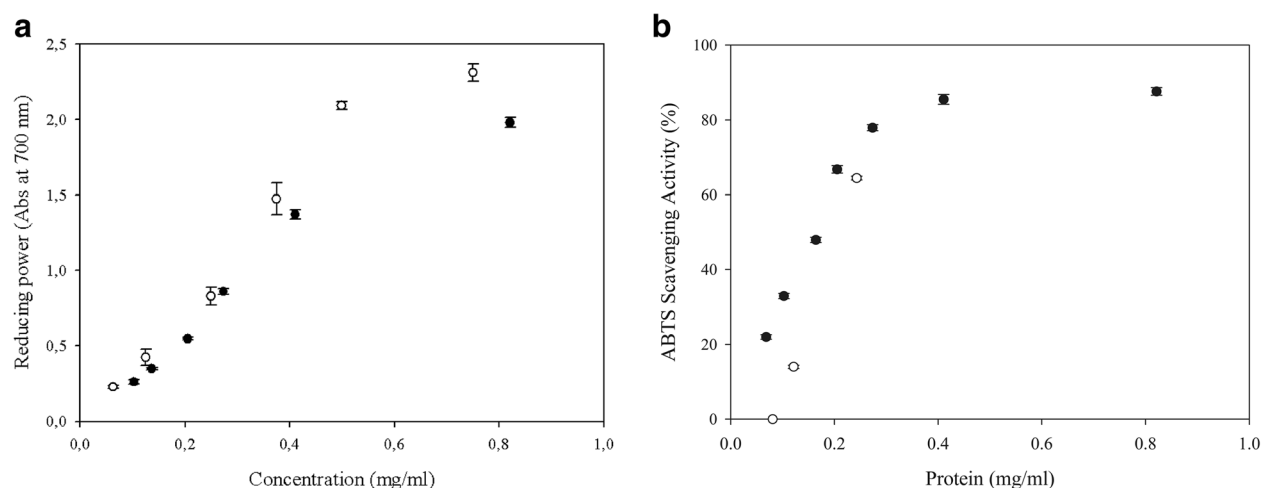 a
2,5
2,0
1,5
1,0
0,5
0,0
Reducing power (Abs at 700 nm)
0,0 0,2 0,4 0,6 0,8 1,0
Concentration (mg/ml)
b
100
80
60
40
20
0
ABTS Scavenging Activity (%)
0.0 0.2 0.4 0.6 0.8 1.0
Protein (mg/ml)